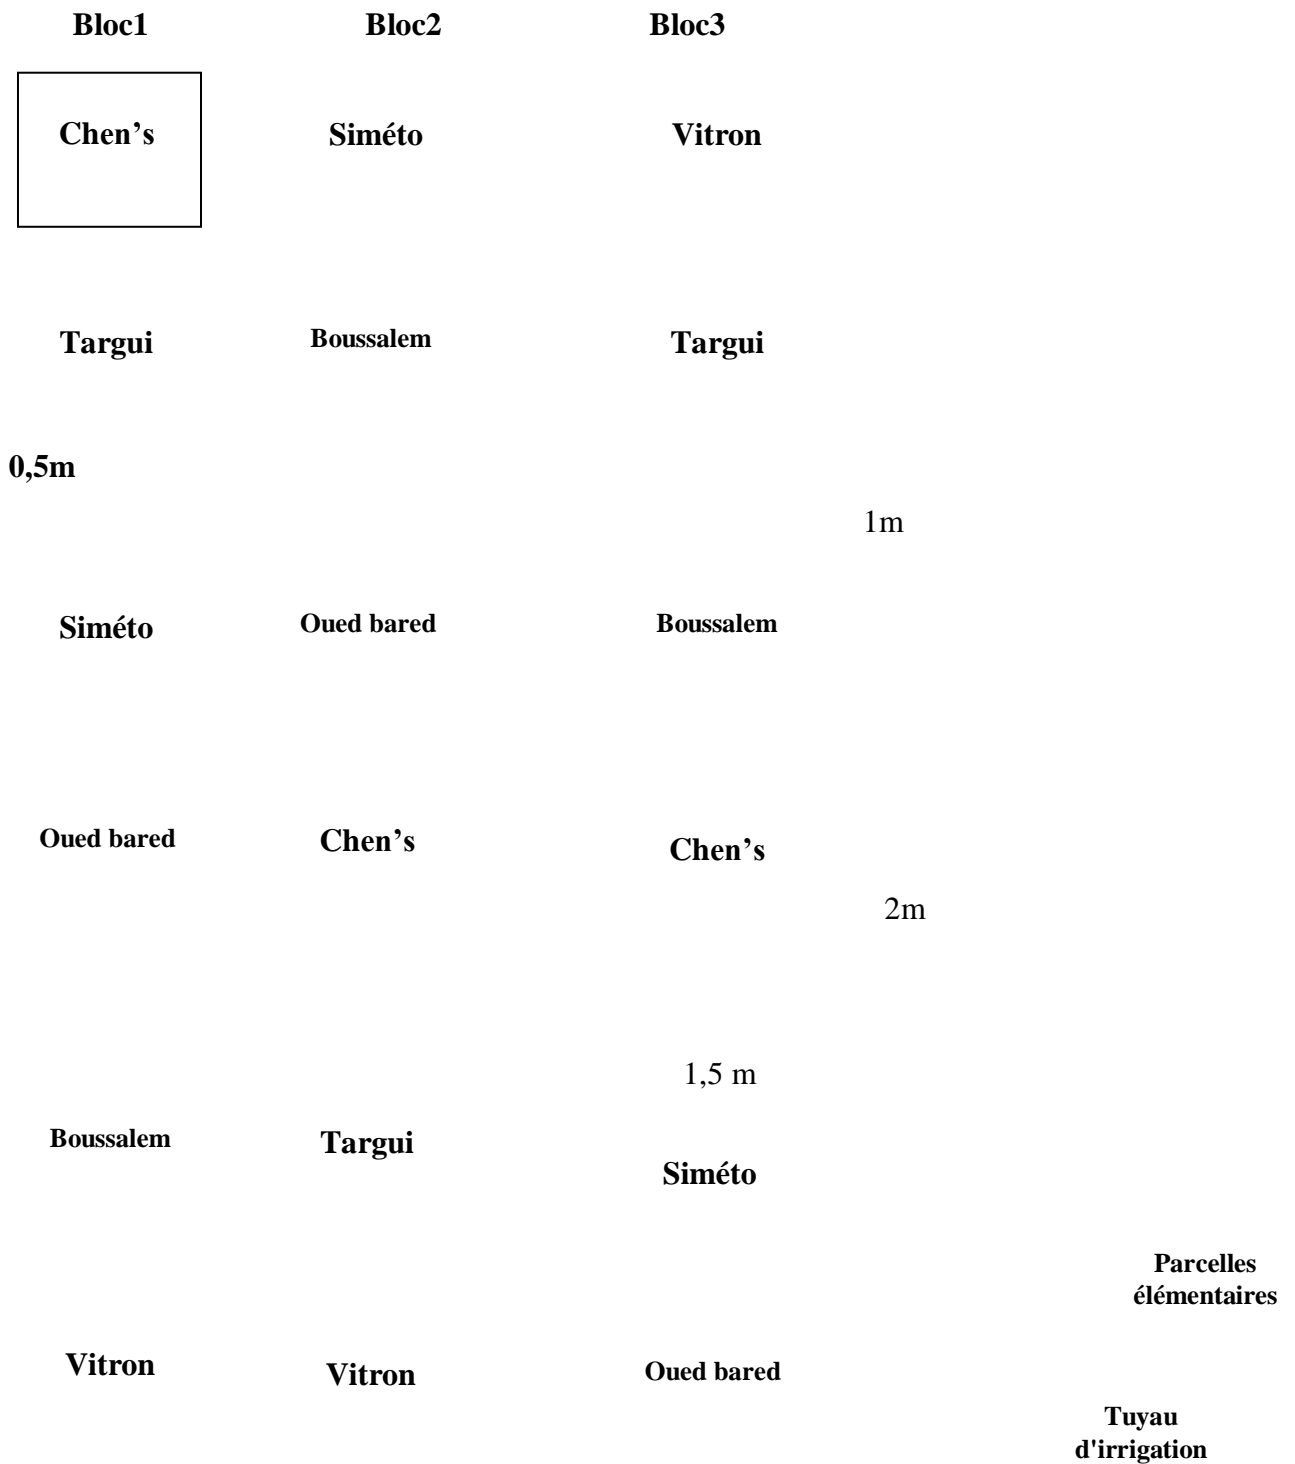 Bloc1 Bloc2 Bloc3
Chen’s Siméto Vitron
Targui Boussalem Targui
0,5m
1m
Siméto Oued bared Boussalem
Oued bared Chen’s Chen’s
2m
1,5 m
Boussalem Targui Siméto
Parcelles
élémentaires
Vitron Vitron Oued bared
Tuyau
d'irrigation